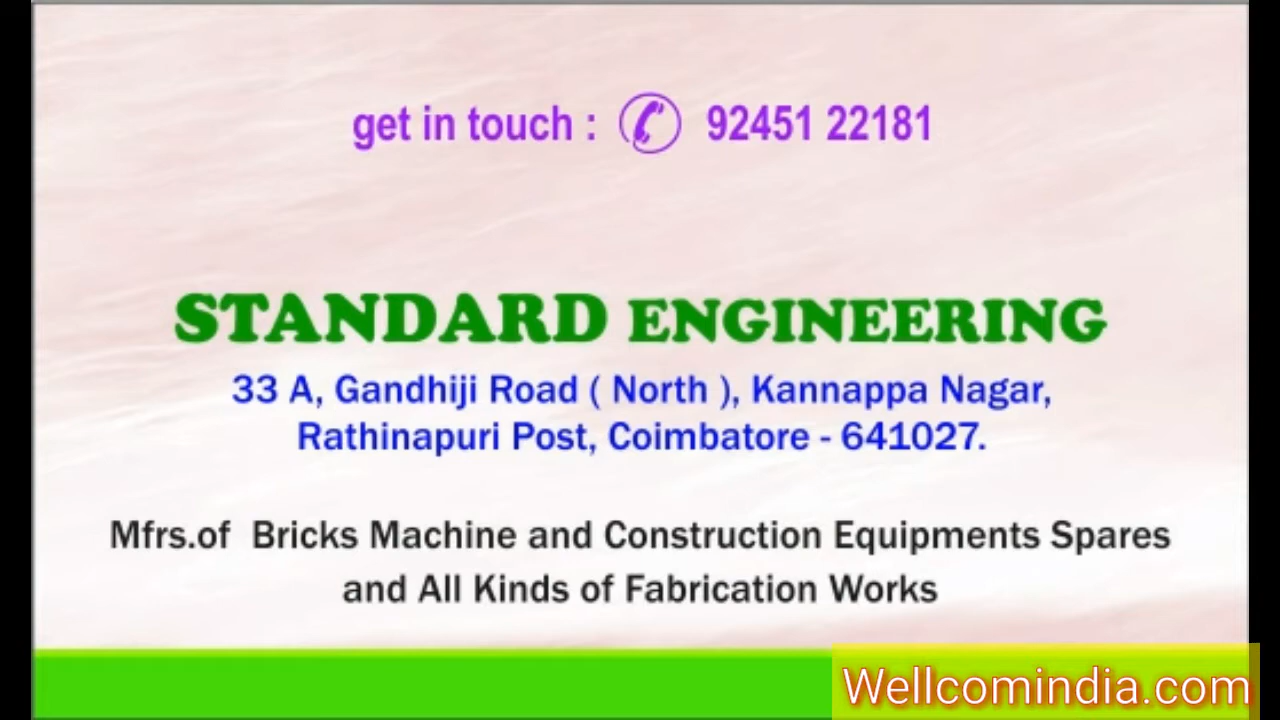 get in touch : 92451 22181
STANDARD ENGINEERING
33 A, Gandhiji Road ( North ), Kannappa Nagar,
Rathinapuri Post, Coimbatore - 641027.
Mfrs.of Bricks Machine and Construction Equipments Spares
and All Kinds of Fabrication Works
Wellcomindia.com